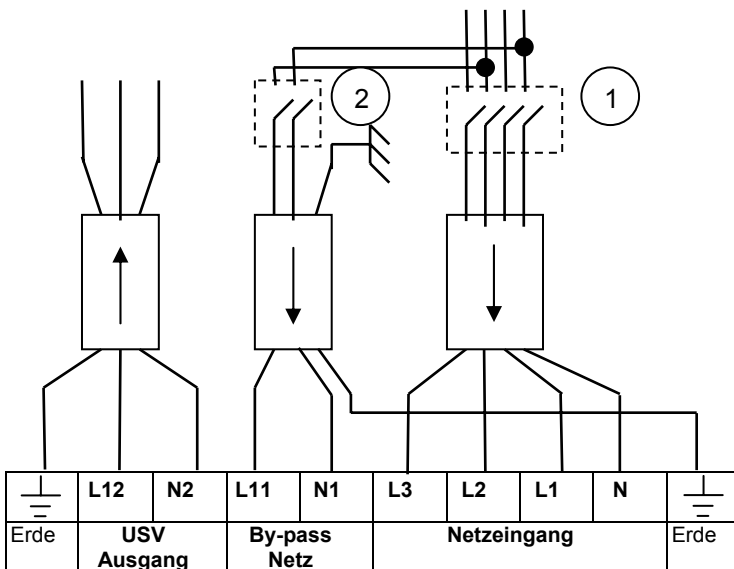 2
1
L12 N2 L11 N1 L3 L2 L1 N
Erde USV Ausgang By-pass Netz Netzeingang Erde